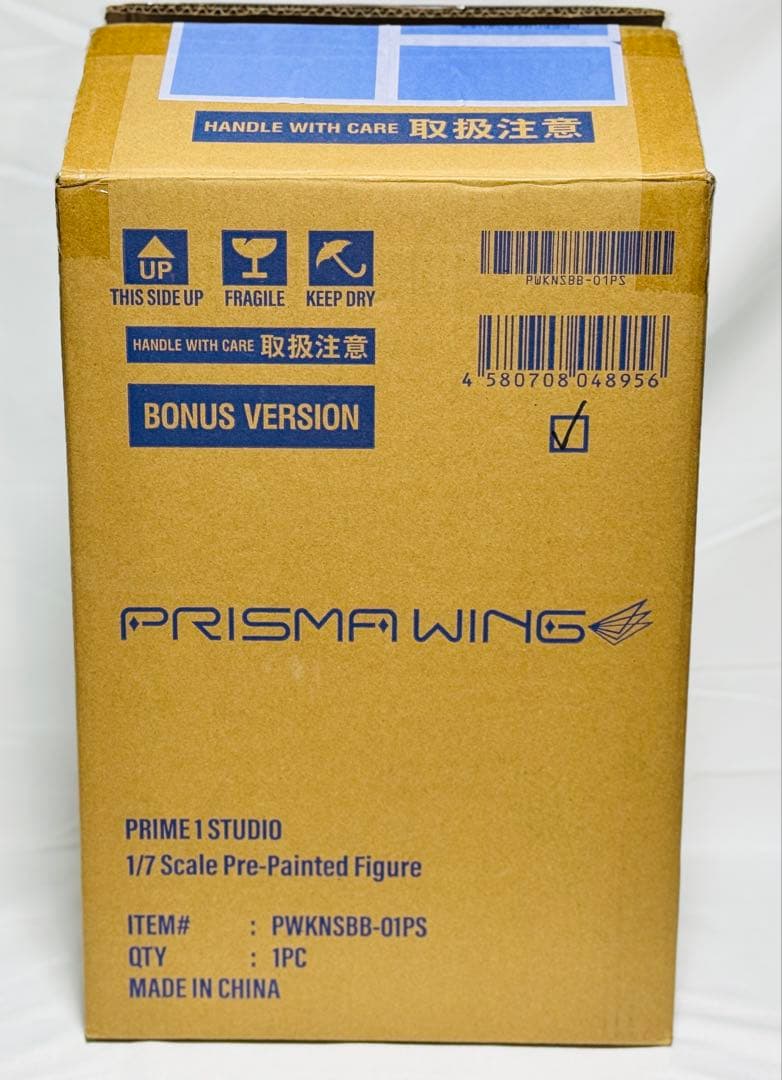 HANDLE WITH CARE 取扱注意
UP
THIS SIDE UP
FRAGILE
KEEP DRY
PWKNSBB-01PS
HANDLE WITH CARE 取扱注意
4 580708 048956
BONUS VERSION
PRISMA WING
PRIME 1 STUDIO
1/7 Scale Pre-Painted Figure
ITEM# : PWKNSBB-01PS
QTY : 1PC
MADE IN CHINA